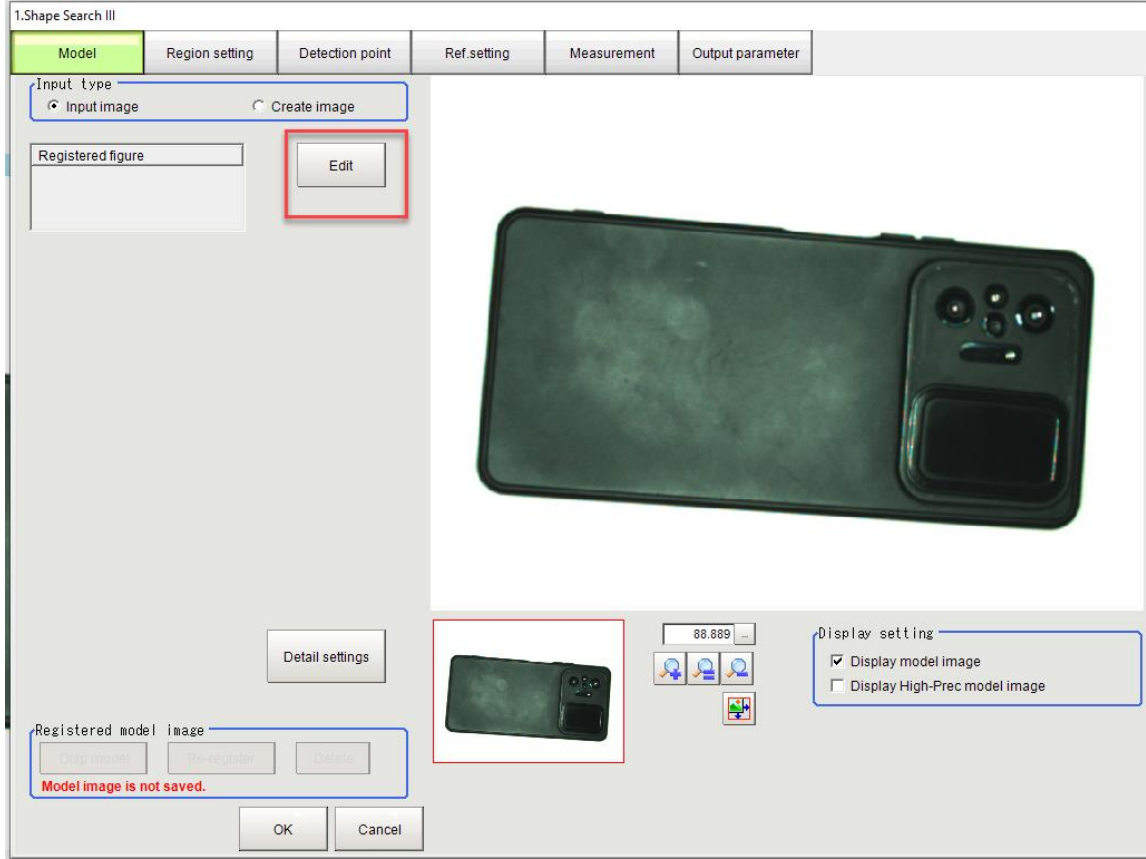 1.Shape Search III
Model Region setting Detection point Ref.setting Measurement Output parameter
Input type
Input image Create image
Registered figure
Edit
Detail settings
88.889 ...
Display setting
Display model image
Display High-Prec model image
Registered model image
Disp model Re-register Delete
Model image is not saved.
OK Cancel